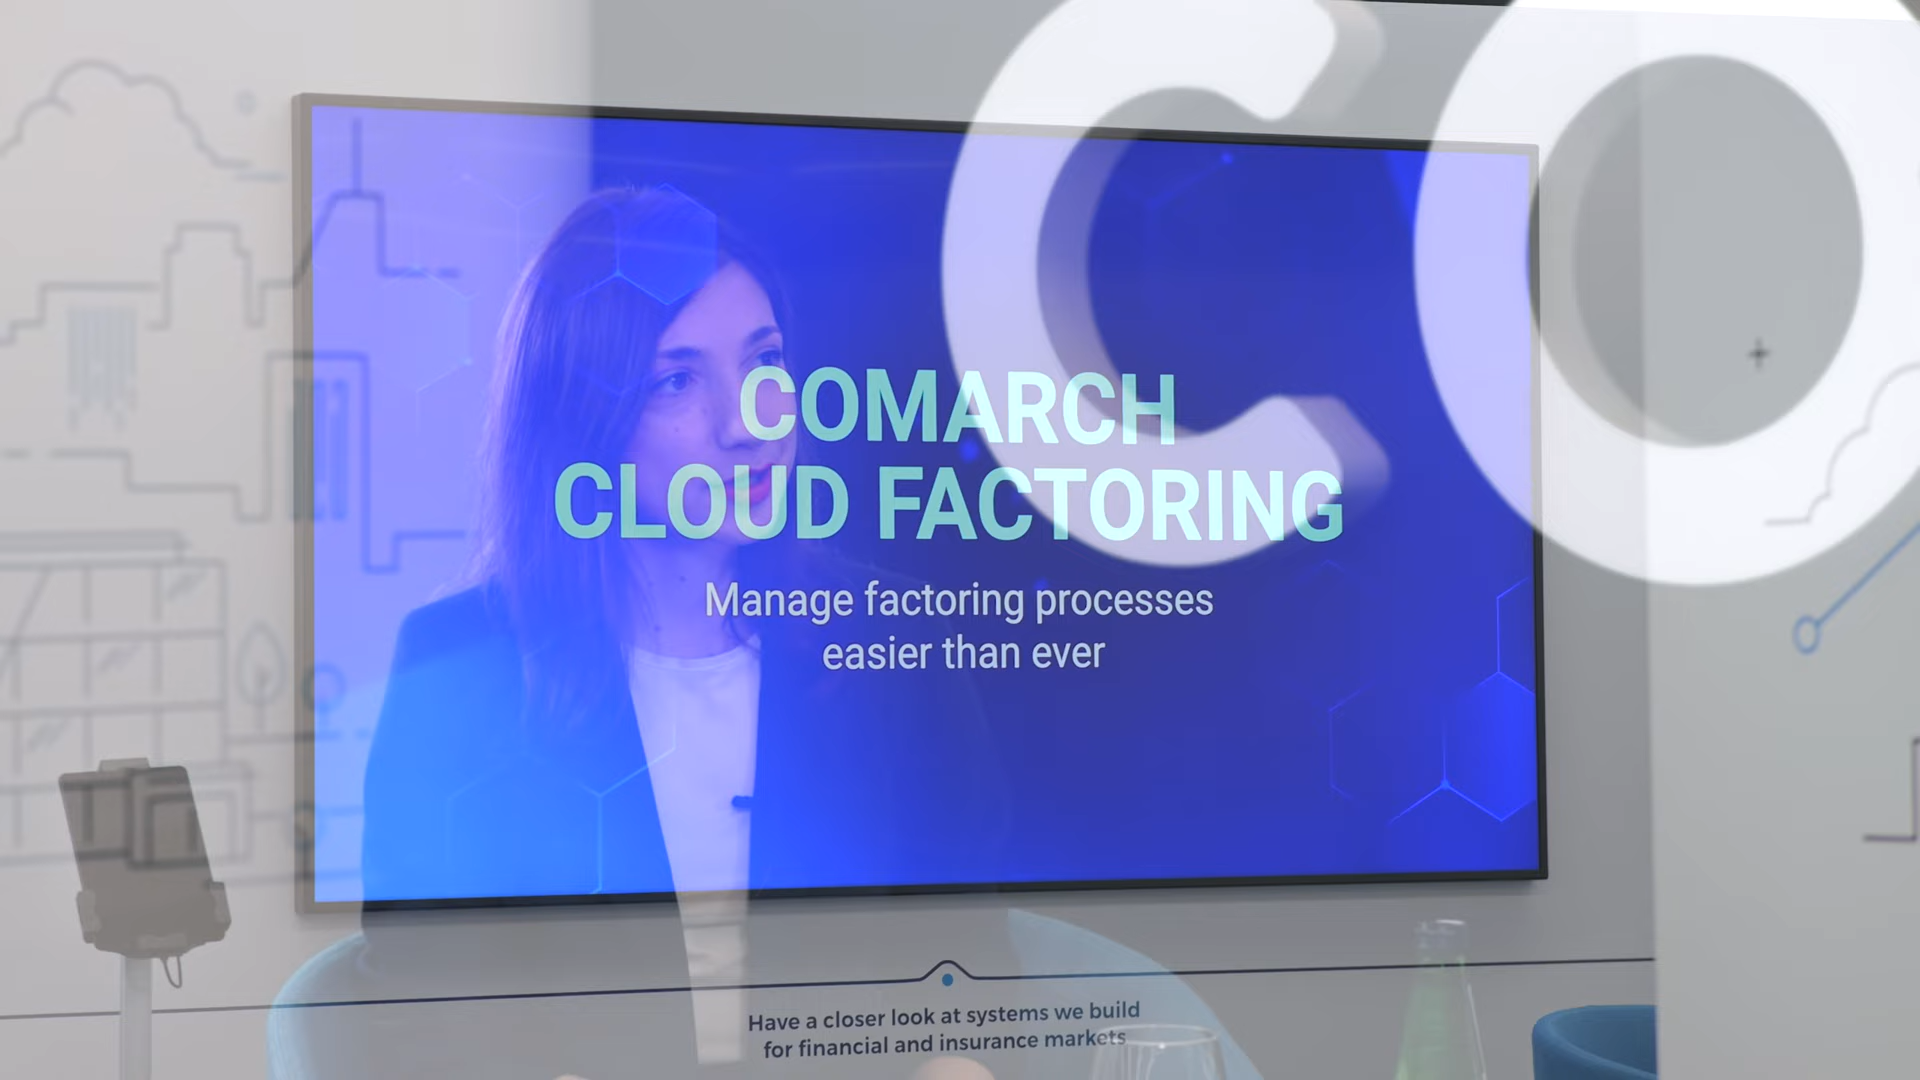 CO
COMARCH
CLOUD FACTORING
Manage factoring processes
easier than ever
Have a closer look at systems we build
for financial and insurance markets